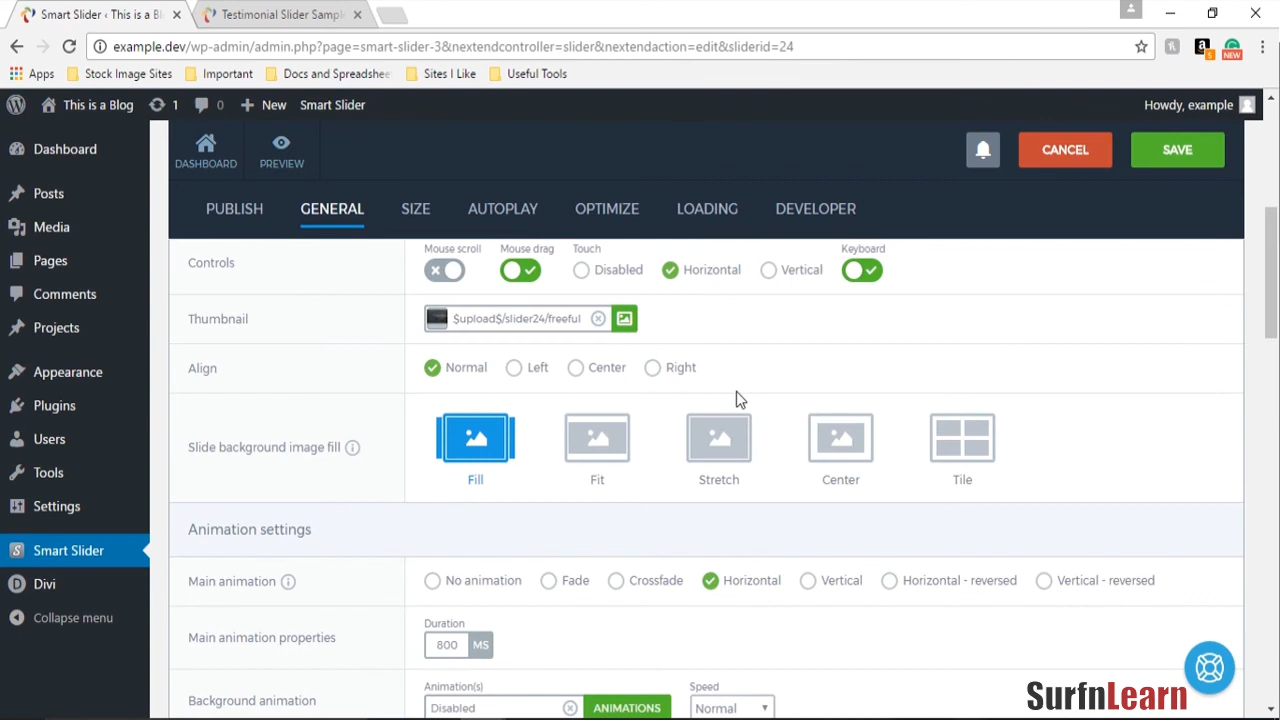 Smart Slider ‹ This is a Blo
Testimonial Slider Sample
example.dev/wp-admin/admin.php?page=smart-slider-3&nextendcontroller=slider&nextendaction=edit&sliderid=24
5
NEW
Apps Stock Image Sites Important Docs and Spreadshee Sites I Like Useful Tools
This is a Blog 1 0 New Smart Slider Howdy, example
Dashboard
Posts
Media
Pages
Comments
Projects
Appearance
Plugins
Users
Tools
Settings
Smart Slider
Divi
Collapse menu
DASHBOARD PREVIEW CANCEL SAVE
PUBLISH GENERAL SIZE AUTOPLAY OPTIMIZE LOADING DEVELOPER
Mouse scroll Mouse drag Touch Keyboard
Controls Disabled Horizontal Vertical
Thumbnail $upload$/slider24/freeful
Align Normal Left Center Right
Slide background image fill
Fill Fit Stretch Center Tile
Animation settings
Main animation No animation Fade Crossfade Horizontal Vertical Horizontal - reversed Vertical - reversed
Duration
Main animation properties 800 MS
Animation(s) Speed
Background animation Disabled ANIMATIONS Normal
SurfnLearn